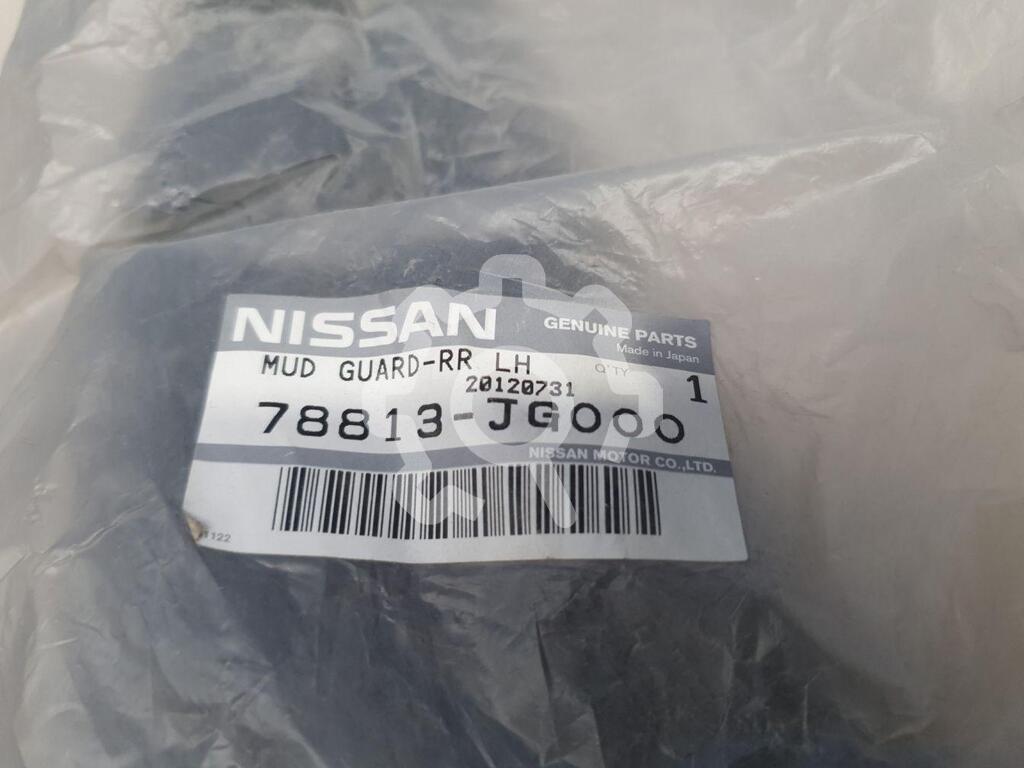 NISSAN GENUINE PARTS
Made in Japan
MUD GUARD-RR LH Q'TY 1
20120731
78813-JG000
NISSAN MOTOR CO.,LTD.
1122